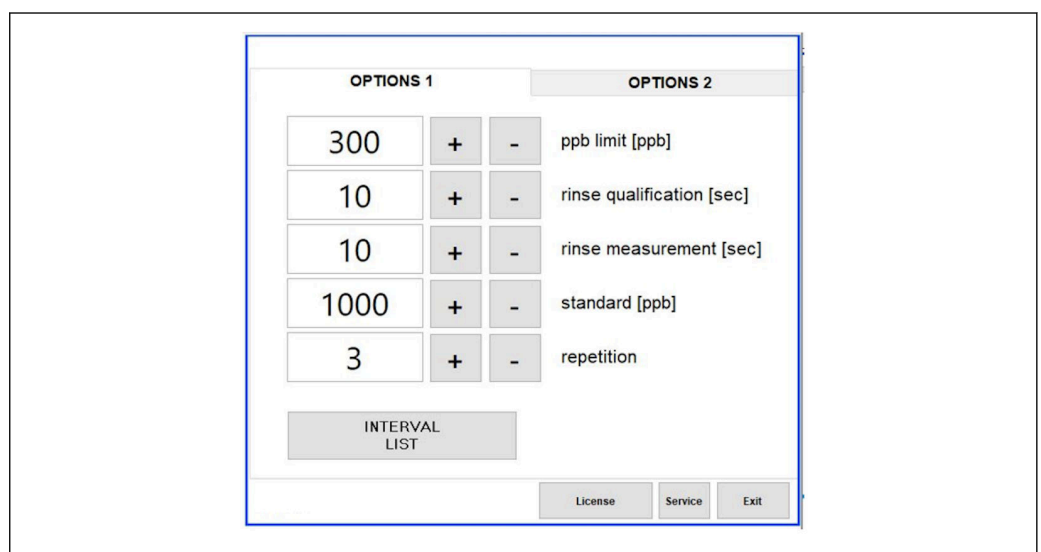 OPTIONS 1 OPTIONS 2
300 + - ppb limit [ppb]
10 + - rinse qualification [sec]
10 + - rinse measurement [sec]
1000 + - standard [ppb]
3 + - repetition
INTERVAL
LIST
License Service Exit